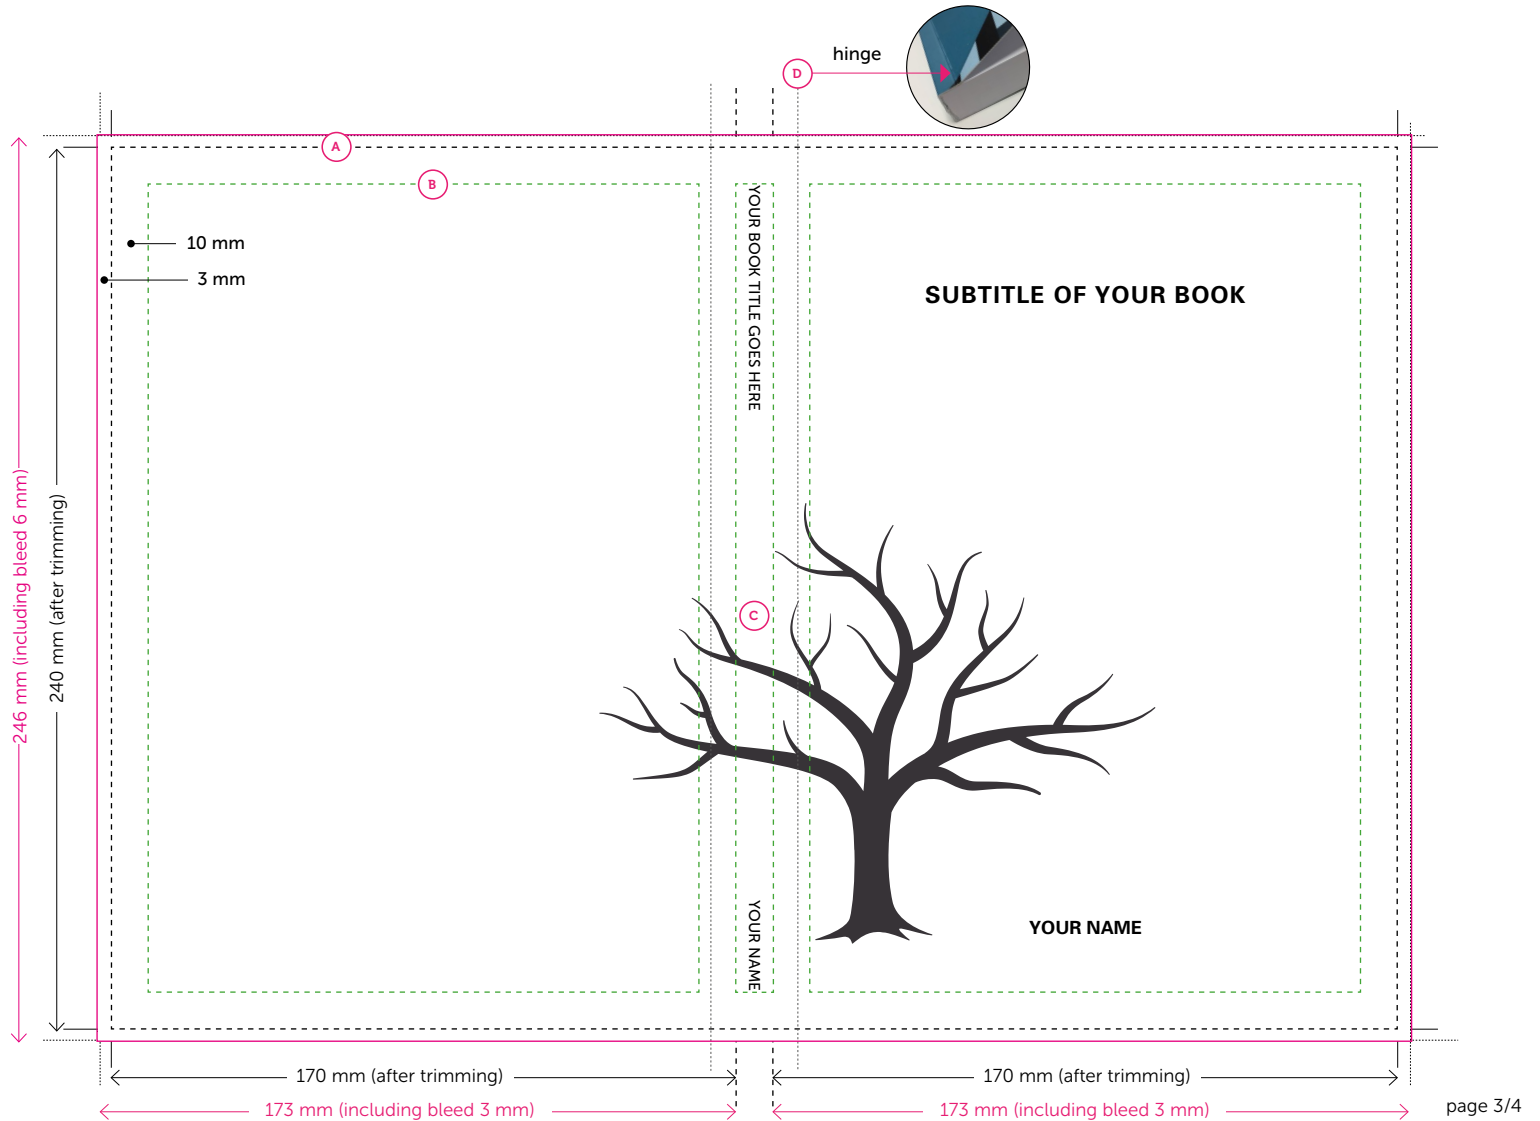 hinge
D
A
B
10 mm
3 mm
YOUR BOOK TITLE GOES HERE
SUBTITLE OF YOUR BOOK
246 mm (including bleed 6 mm)
240 mm (after trimming)
C
YOUR NAME
YOUR NAME
170 mm (after trimming)
170 mm (after trimming)
173 mm (including bleed 3 mm)
173 mm (including bleed 3 mm)
page 3/4